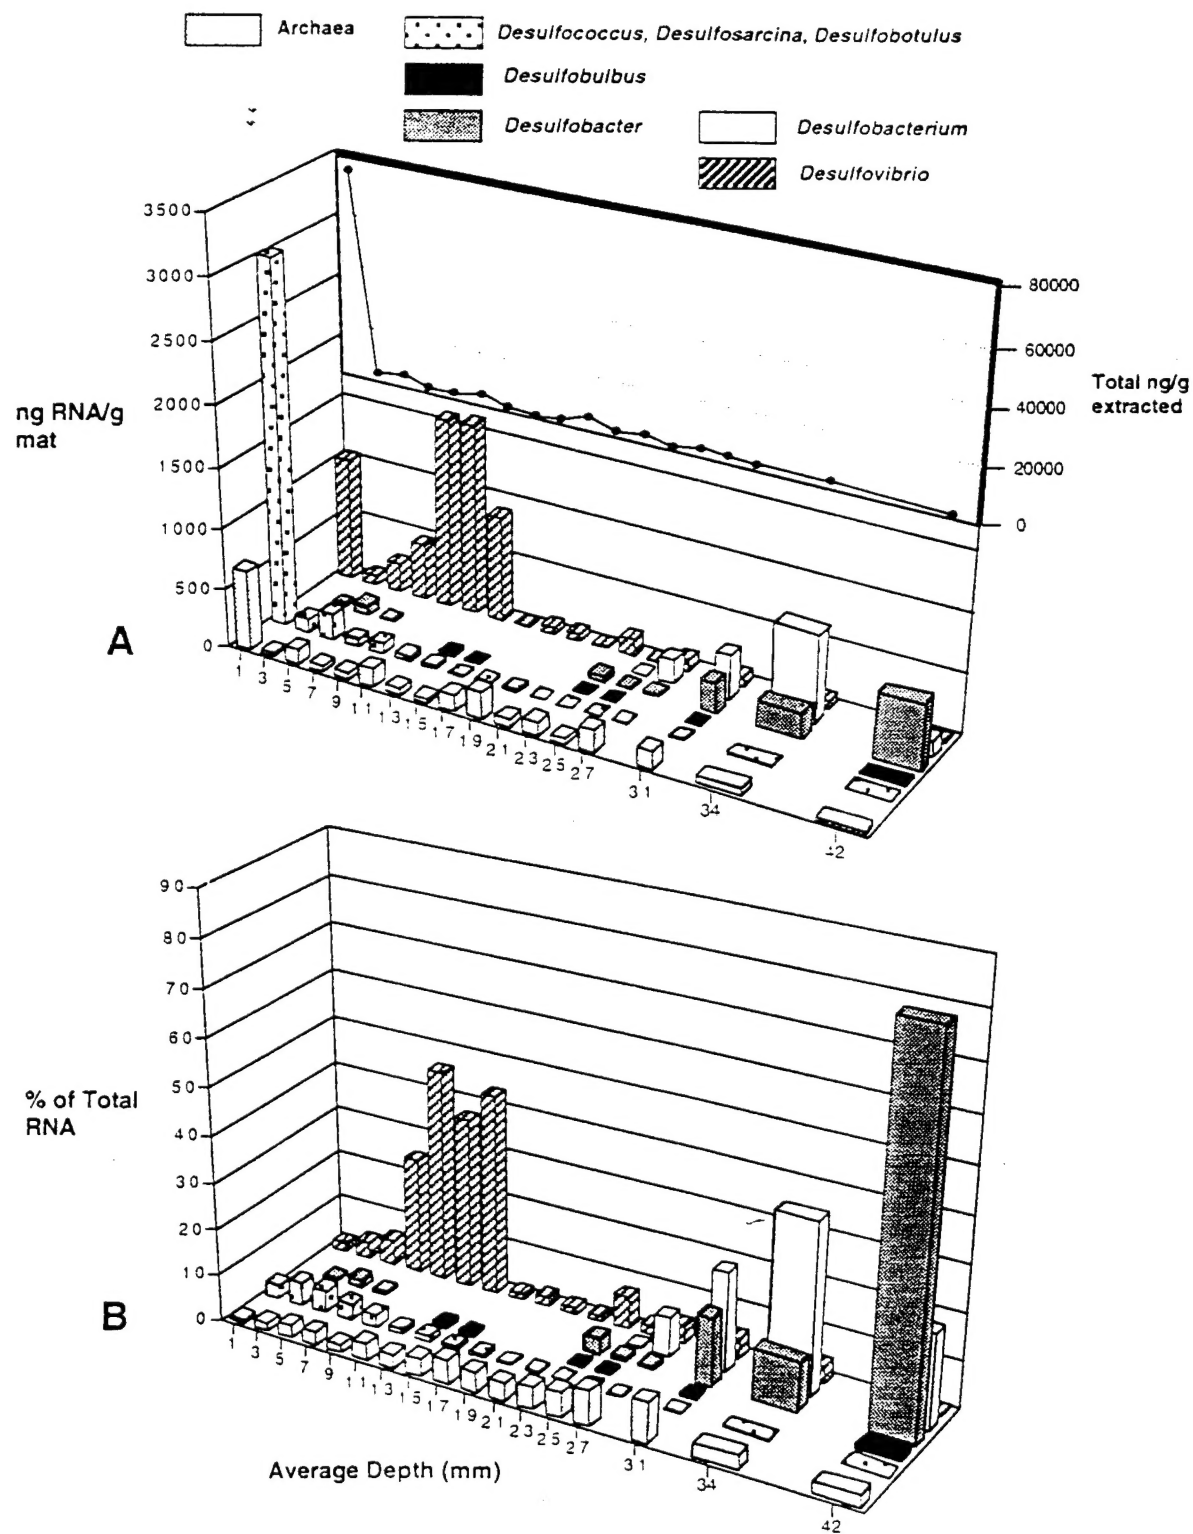 Archaea
Desulfococcus, Desulfosarcina, Desulfobotulus
Desulfobulbus
Desulfobacter
Desulfobacterium
Desulfovibrio
3500
3000
2500
2000
1500
1000
500
0
ng RNA/g
mat
80000
60000
40000
20000
0
Total ng/g
extracted
A
1 3 5 7 9 11 13 15 17 19 21 23 25 27 31 34 42
90
80
70
60
50
40
30
20
10
0
% of Total
RNA
B
1 3 5 7 9 11 13 15 17 19 21 23 25 27 31 34 42
Average Depth (mm)